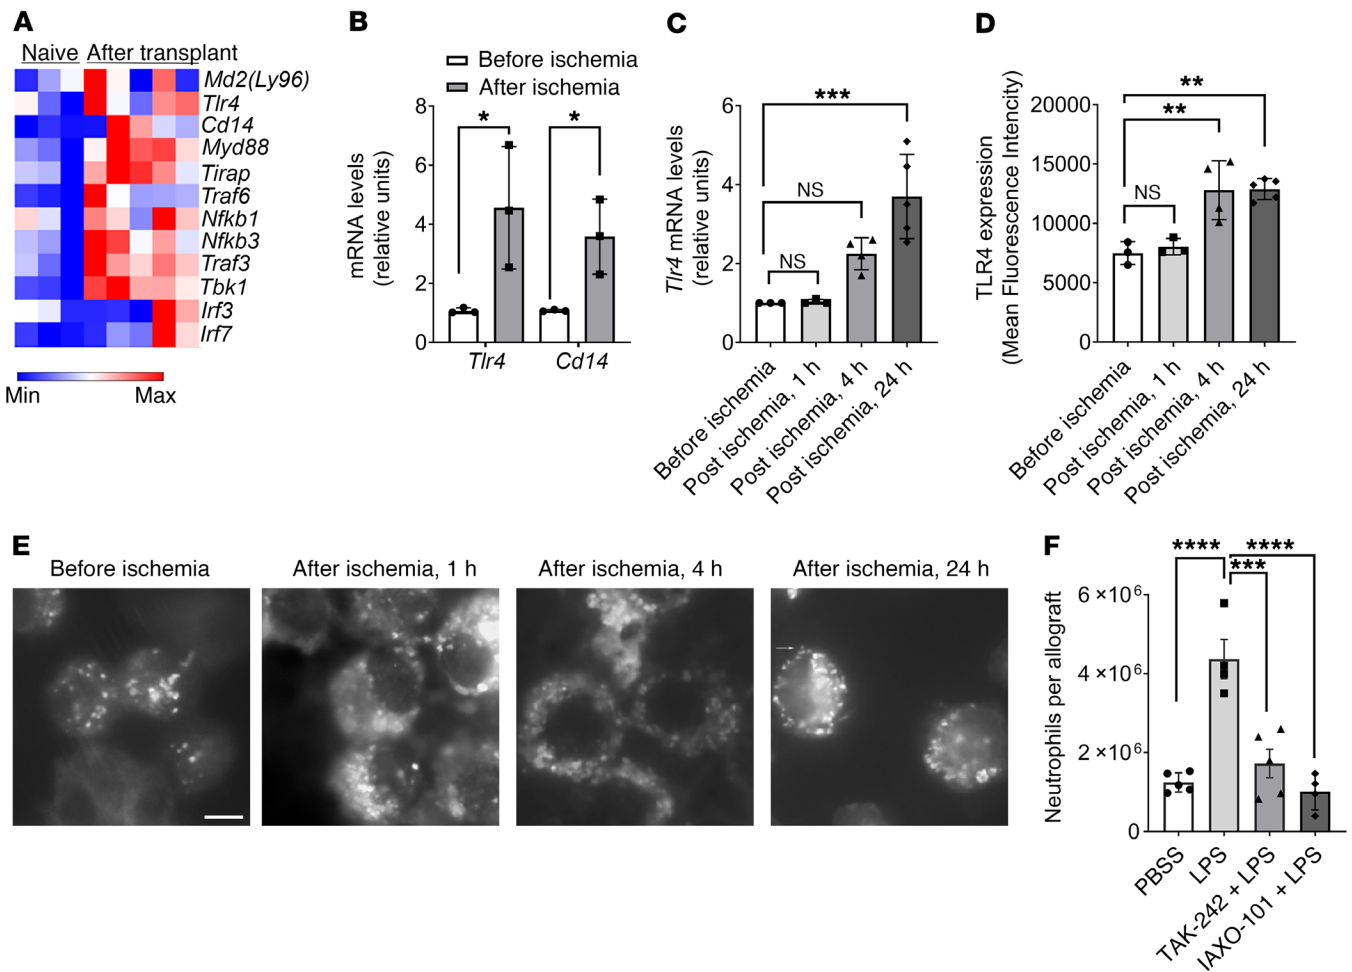 A
Naive After transplant
Md2(Ly96)
Tlr4
Cd14
Myd88
Tirap
Traf6
Nfkb1
Nfkb3
Traf3
Tbk1
Irf3
Irf7
Min Max
B
Before ischemia
After ischemia
mRNA levels
(relative units)
8
6
4
2
0
* *
Tlr4 Cd14
C
Tlr4 mRNA levels
(relative units)
6
4
2
0
***
NS
NS
Before ischemia
Post ischemia, 1 h
Post ischemia, 4 h
Post ischemia, 24 h
D
TLR4 expression
(Mean Fluorescence Intencity)
20000
15000
10000
5000
0
**
**
NS
Before ischemia
Post ischemia, 1 h
Post ischemia, 4 h
Post ischemia, 24 h
E
Before ischemia
After ischemia, 1 h
After ischemia, 4 h
After ischemia, 24 h
F
Neutrophils per allograft
6 × 10⁶
4 × 10⁶
2 × 10⁶
0
**** ****
***
PBSS
LPS
TAK-242 + LPS
IAXO-101 + LPS